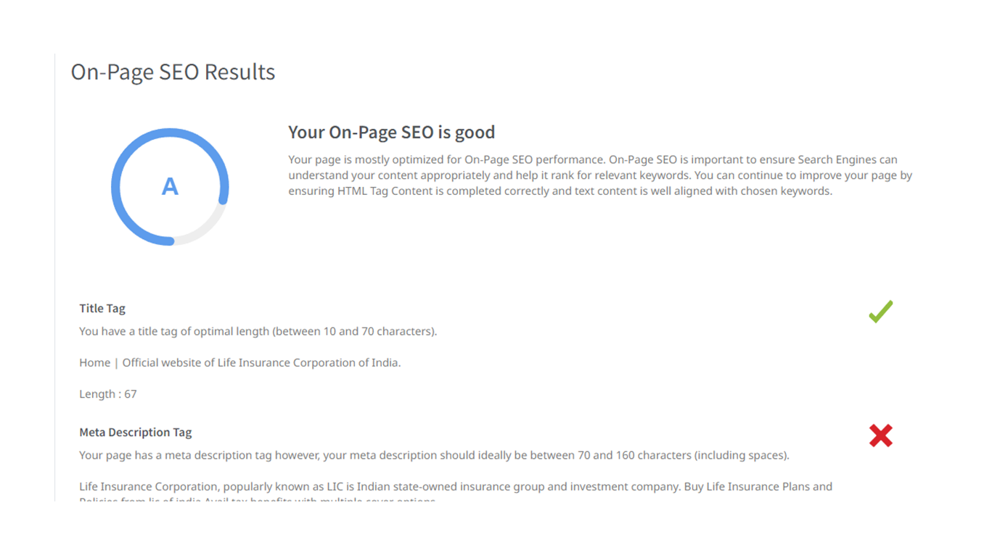 On-Page SEO Results
A
Your On-Page SEO is good
Your page is mostly optimized for On-Page SEO performance. On-Page SEO is important to ensure Search Engines can
understand your content appropriately and help it rank for relevant keywords. You can continue to improve your page by
ensuring HTML Tag Content is completed correctly and text content is well aligned with chosen keywords.
Title Tag
You have a title tag of optimal length (between 10 and 70 characters).
Home | Official website of Life Insurance Corporation of India.
Length : 67
Meta Description Tag
Your page has a meta description tag however, your meta description should ideally be between 70 and 160 characters (including spaces).
Life Insurance Corporation, popularly known as LIC is Indian state-owned insurance group and investment company. Buy Life Insurance Plans and
Policies from lic of india Avail tax benefits with multiple cover options